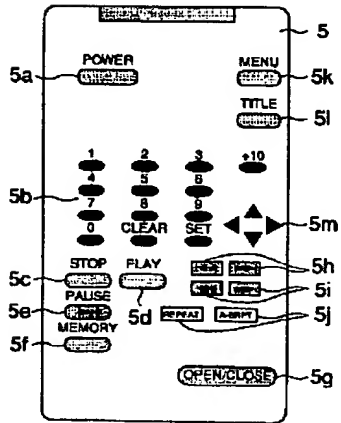 5
POWER
5a
MENU
5k
TITLE
5l
1 2 3 +10
4 5 6
5b
7 8 9
5m
0 CLEAR SET
STOP PLAY
5h
5c
5i
PAUSE
5d
5e
REPEAT A-B RPT
5j
MEMORY
5f
OPEN/CLOSE
5g